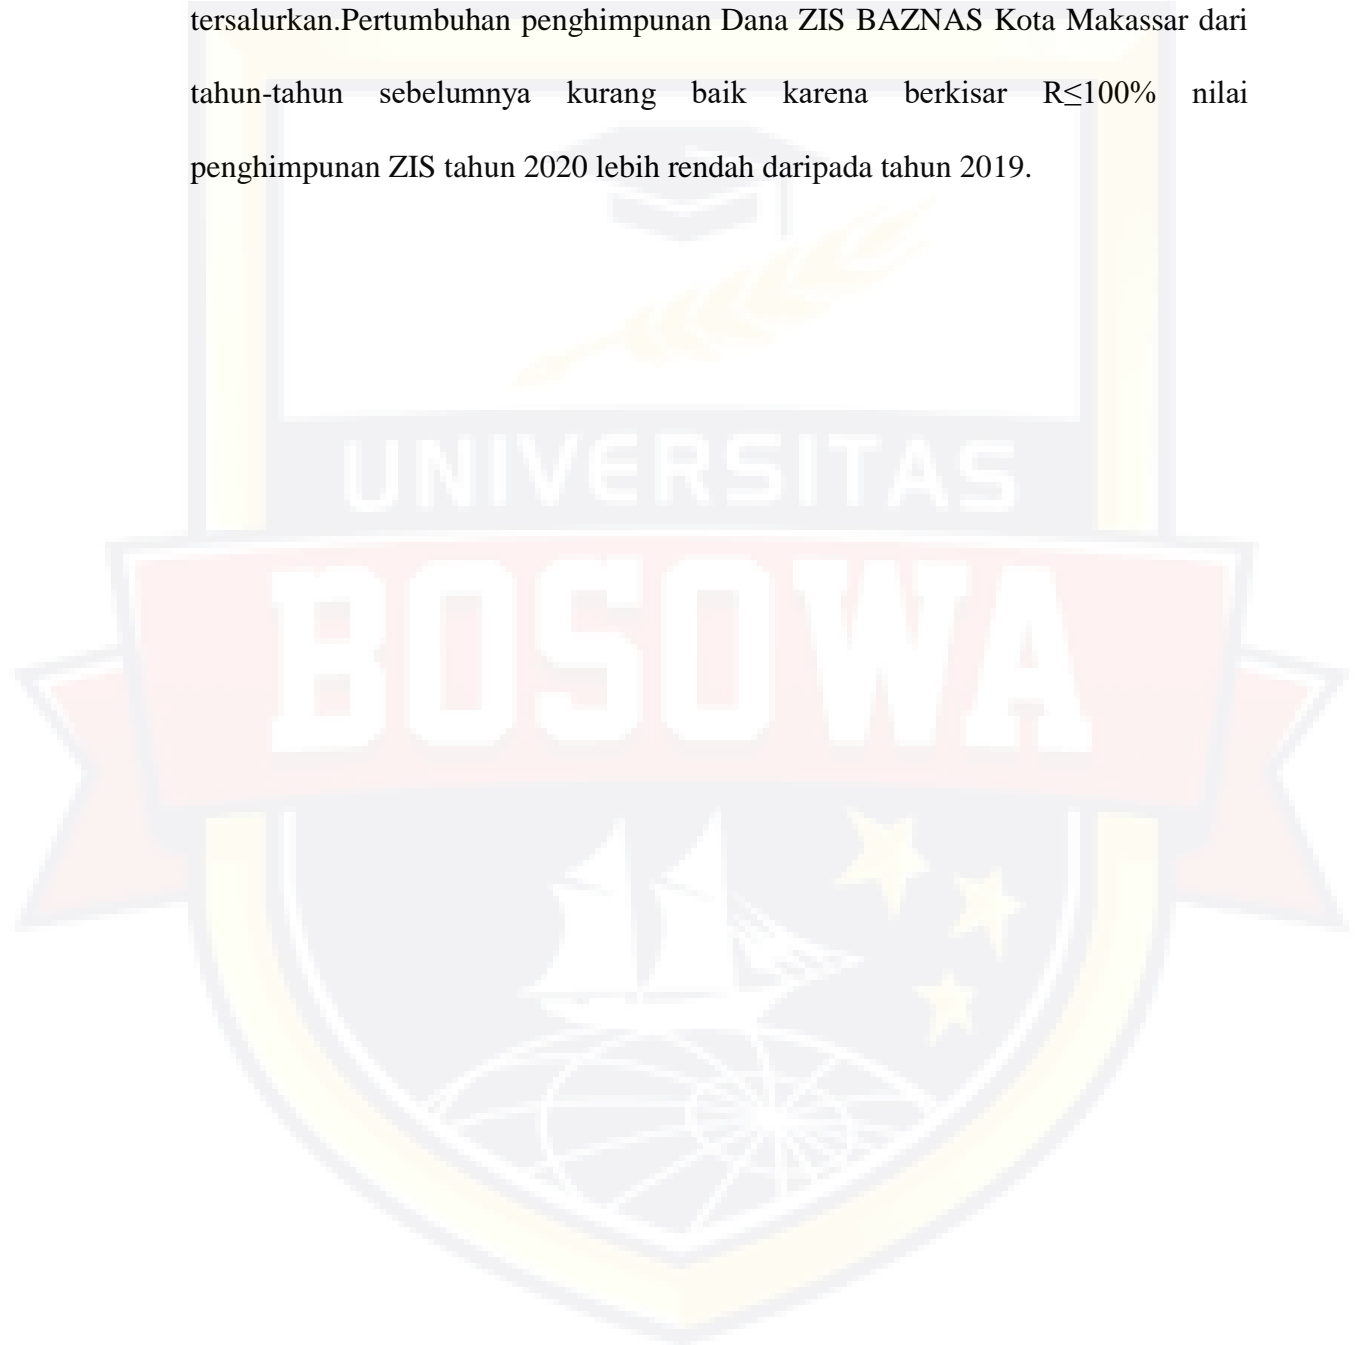 tersalurkan.Pertumbuhan penghimpunan Dana ZIS BAZNAS Kota Makassar dari
tahun-tahun sebelumnya kurang baik karena berkisar R≤100% nilai
penghimpunan ZIS tahun 2020 lebih rendah daripada tahun 2019.
UNIVERSITAS
BOSOWA